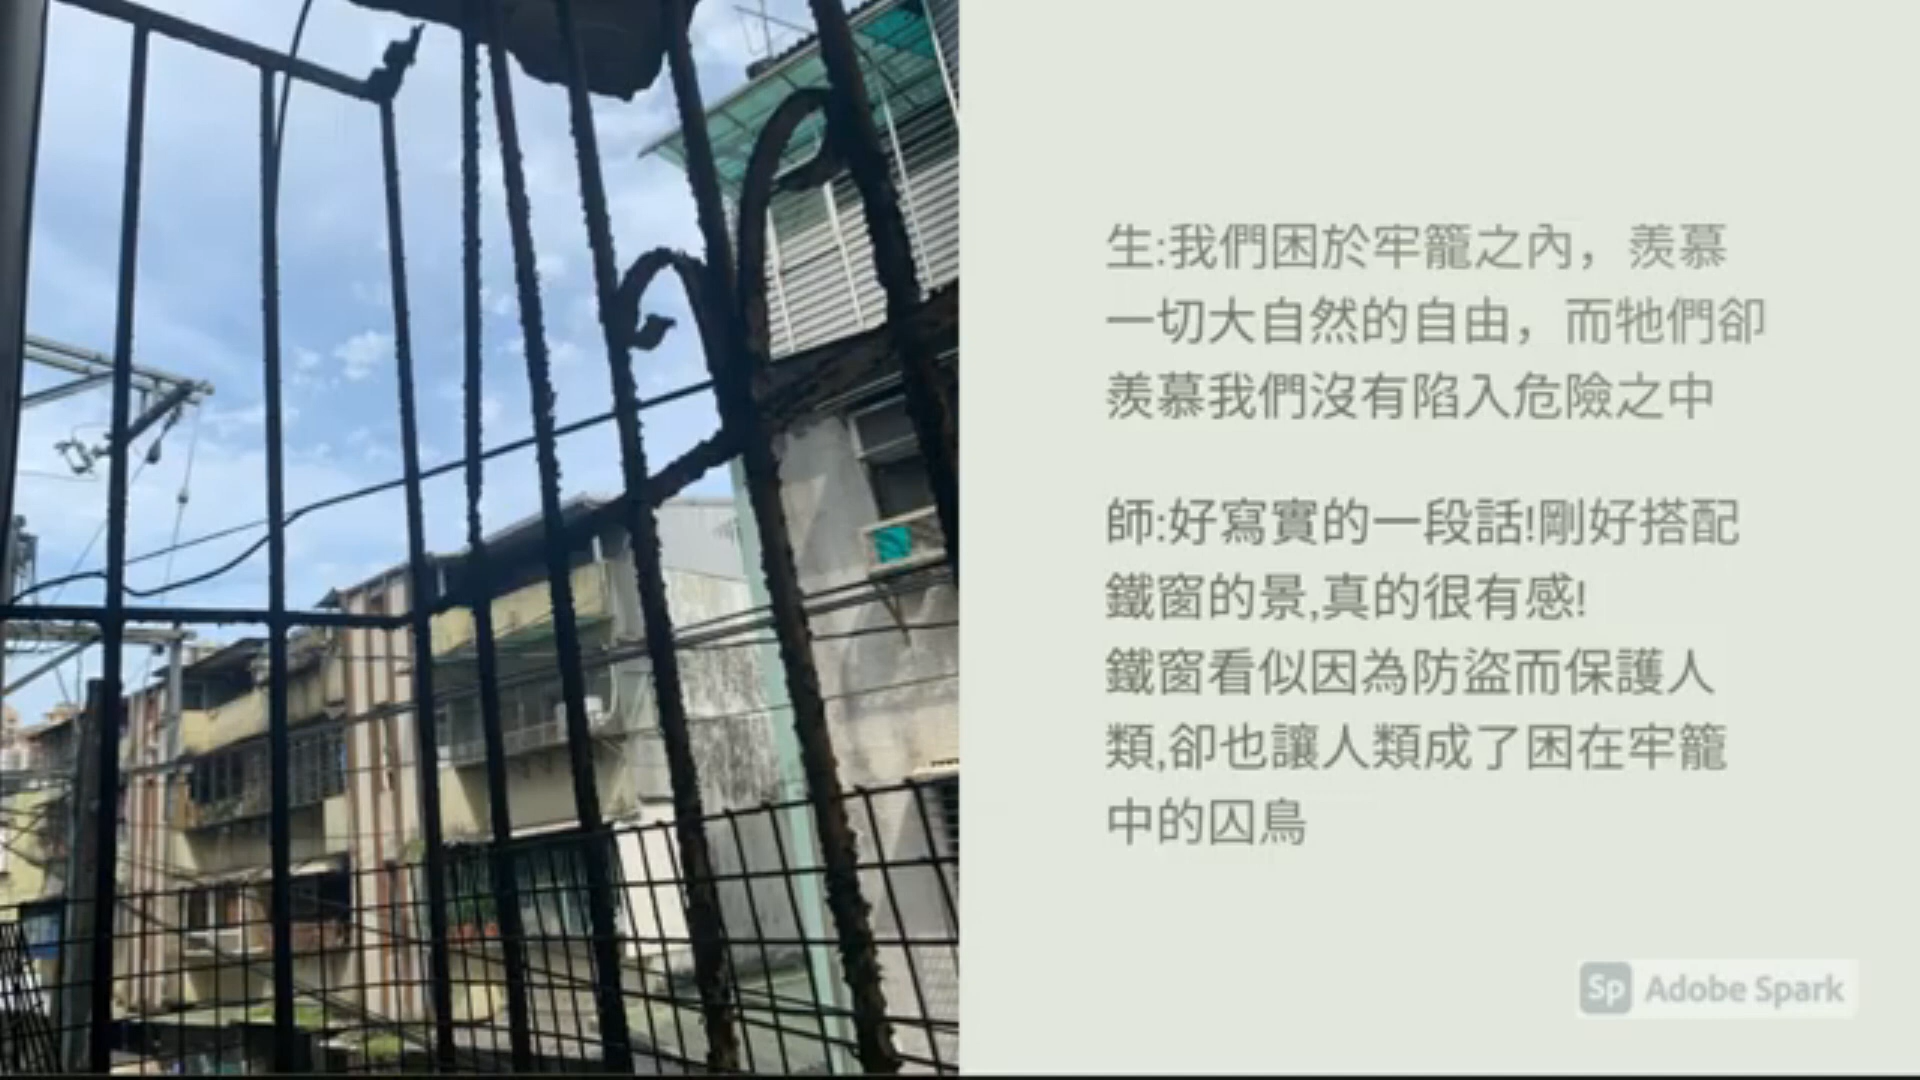 生:我們困於牢籠之內，羨慕
一切大自然的自由，而牠們卻
羨慕我們沒有陷入危險之中
師:好寫實的一段話!剛好搭配
鐵窗的景,真的很有感!
鐵窗看似因為防盜而保護人
類,卻也讓人類成了困在牢籠
中的囚鳥
Sp Adobe Spark